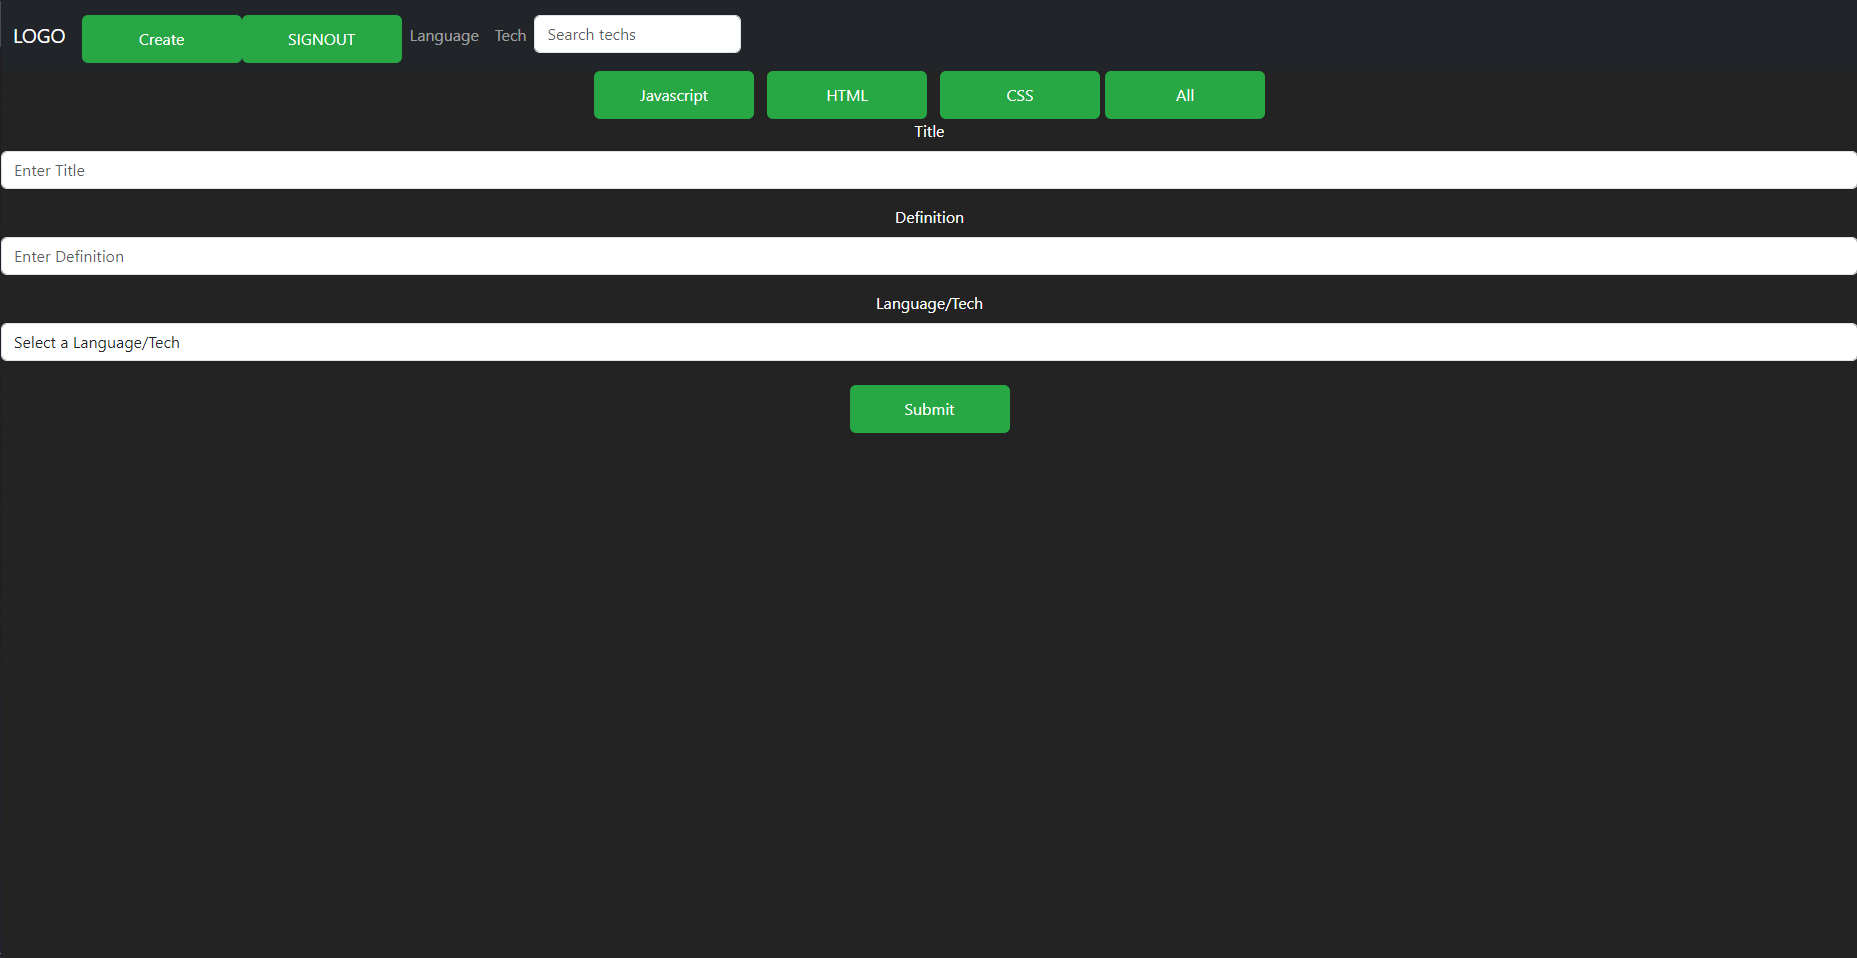 LOGO Create SIGNOUT Language Tech Search techs
Javascript HTML CSS All
Title
Enter Title
Definition
Enter Definition
Language/Tech
Select a Language/Tech
Submit